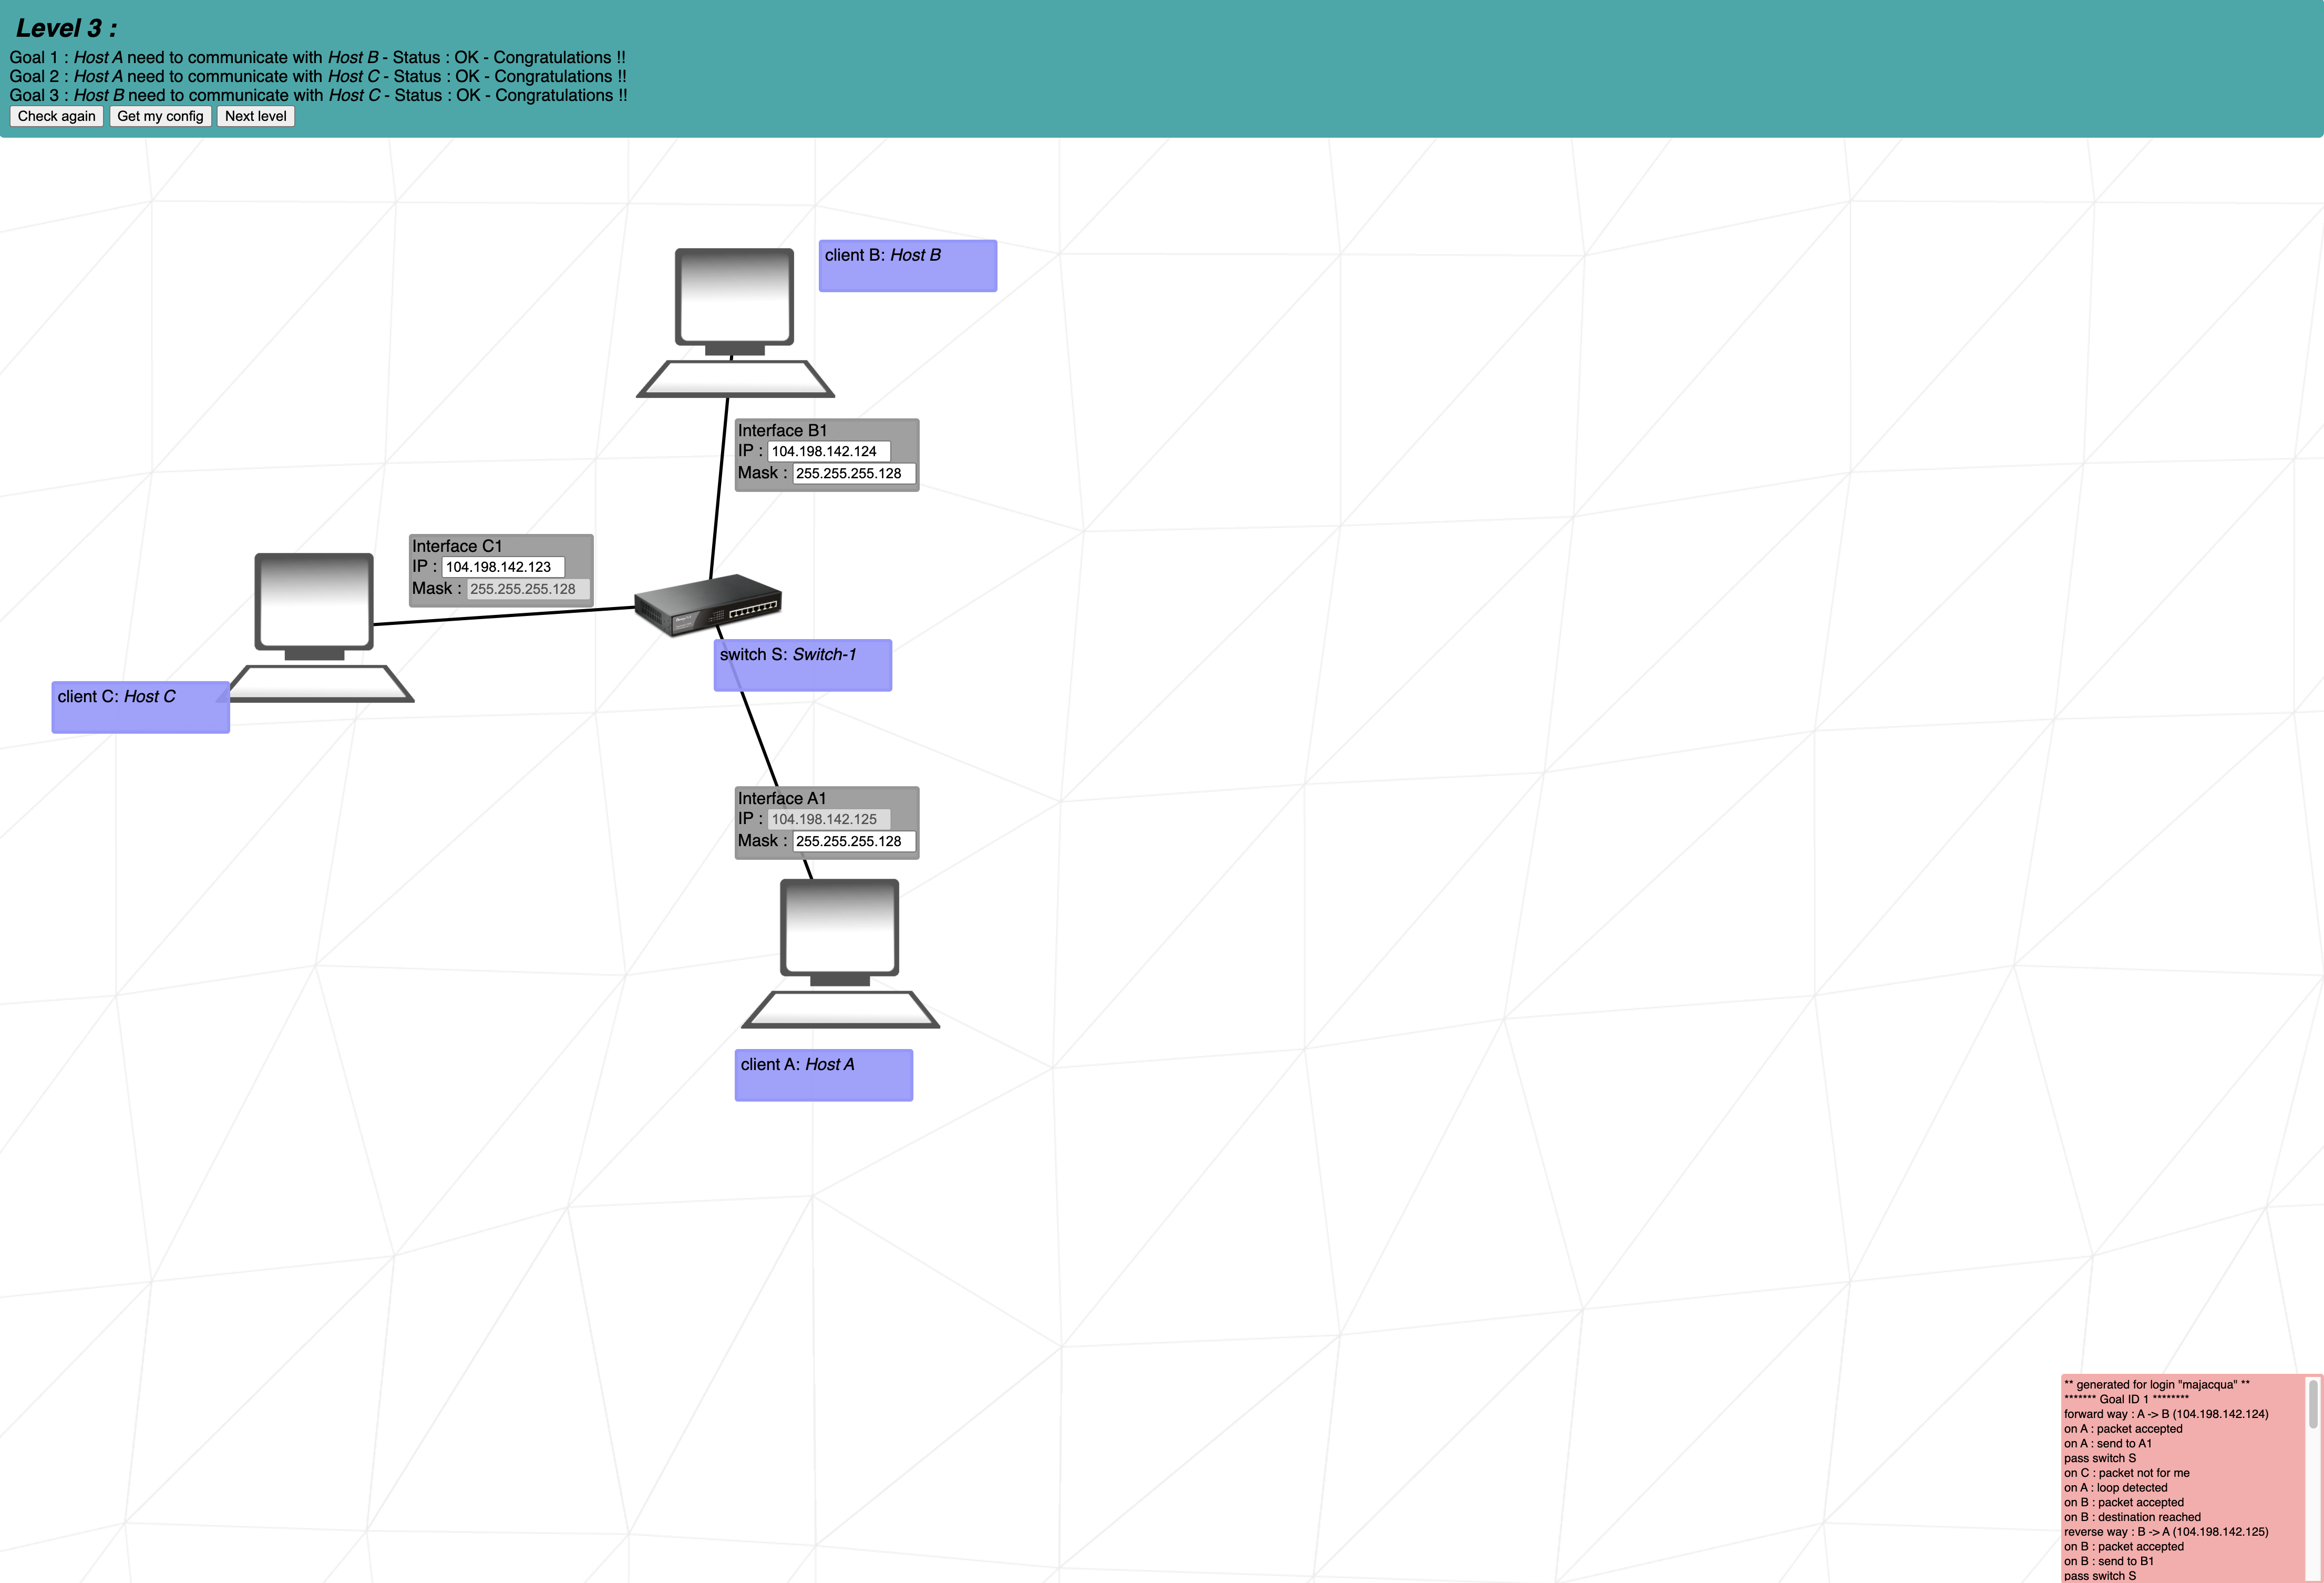 Level 3 :
Goal 1 : Host A need to communicate with Host B - Status : OK - Congratulations !!
Goal 2 : Host A need to communicate with Host C - Status : OK - Congratulations !!
Goal 3 : Host B need to communicate with Host C - Status : OK - Congratulations !!
Check again Get my config Next level
client B: Host B
Interface B1
IP : 104.198.142.124
Mask : 255.255.255.128
Interface C1
IP : 104.198.142.123
Mask : 255.255.255.128
switch S: Switch-1
client C: Host C
Interface A1
IP : 104.198.142.125
Mask : 255.255.255.128
client A: Host A
** generated for login "majacqua" **
******* Goal ID 1 ********
forward way : A -> B (104.198.142.124)
on A : packet accepted
on A : send to A1
pass switch S
on C : packet not for me
on A : loop detected
on B : packet accepted
on B : destination reached
reverse way : B -> A (104.198.142.125)
on B : packet accepted
on B : send to B1
pass switch S